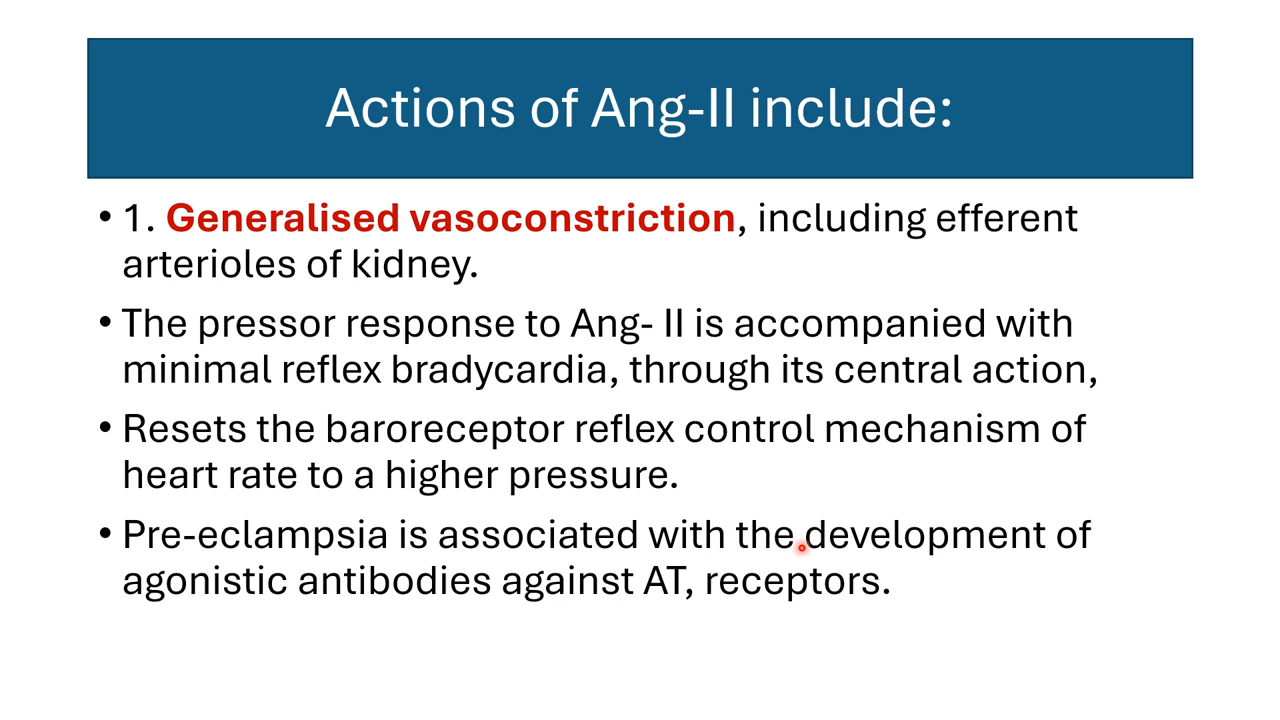 Actions of Ang-II include:
• 1. Generalised vasoconstriction, including efferent
arterioles of kidney.
• The pressor response to Ang- II is accompanied with
minimal reflex bradycardia, through its central action,
• Resets the baroreceptor reflex control mechanism of
heart rate to a higher pressure.
• Pre-eclampsia is associated with the development of
agonistic antibodies against AT, receptors.